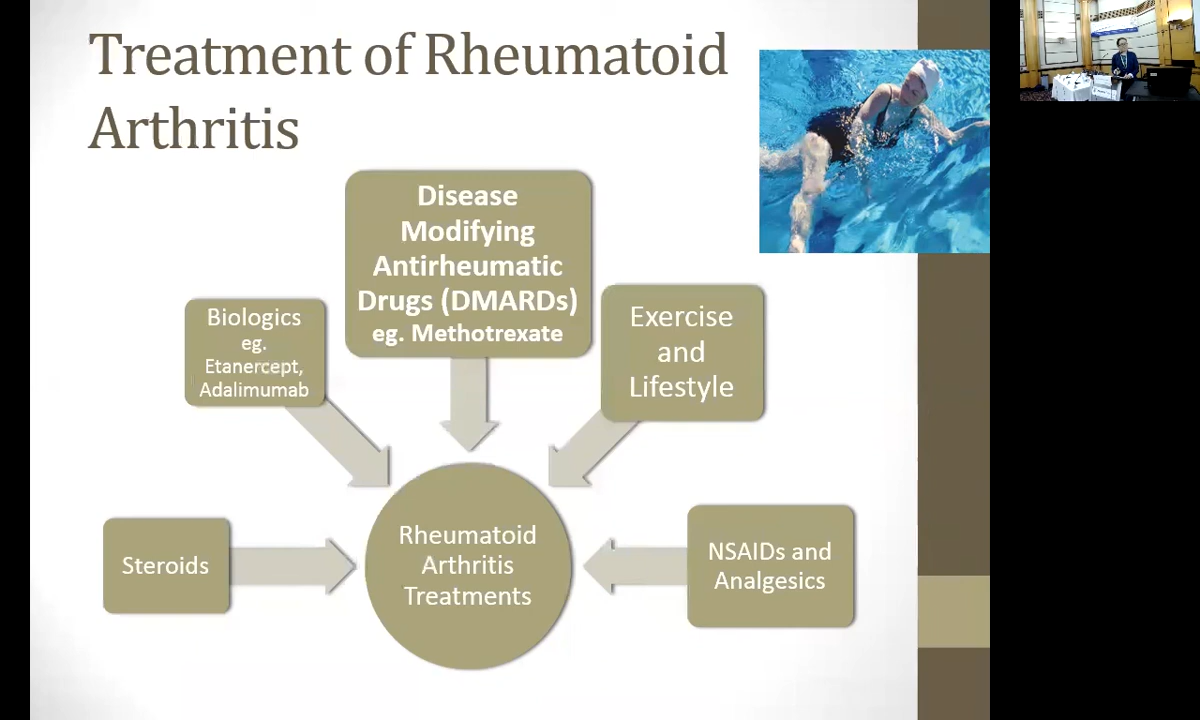 Treatment of Rheumatoid
Arthritis
Disease
Modifying
Antirheumatic
Drugs (DMARDs)
eg. Methotrexate
Biologics
eg.
Etanercept,
Adalimumab
Exercise
and
Lifestyle
Steroids
Rheumatoid
Arthritis
Treatments
NSAIDs and
Analgesics